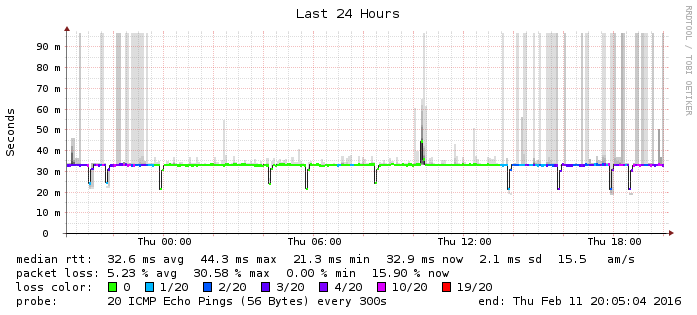 Last 24 Hours
RRDTOOL / TOBI OETIKER
Seconds
90 m
80 m
70 m
60 m
50 m
40 m
30 m
20 m
10 m
0
Thu 00:00 Thu 06:00 Thu 12:00 Thu 18:00
median rtt: 32.6 ms avg 44.3 ms max 21.3 ms min 32.9 ms now 2.1 ms sd 15.5 am/s
packet loss: 5.23 % avg 30.58 % max 0.00 % min 15.90 % now
loss color: 0 1/20 2/20 3/20 4/20 10/20 19/20
probe: 20 ICMP Echo Pings (56 Bytes) every 300s end: Thu Feb 11 20:05:04 2016